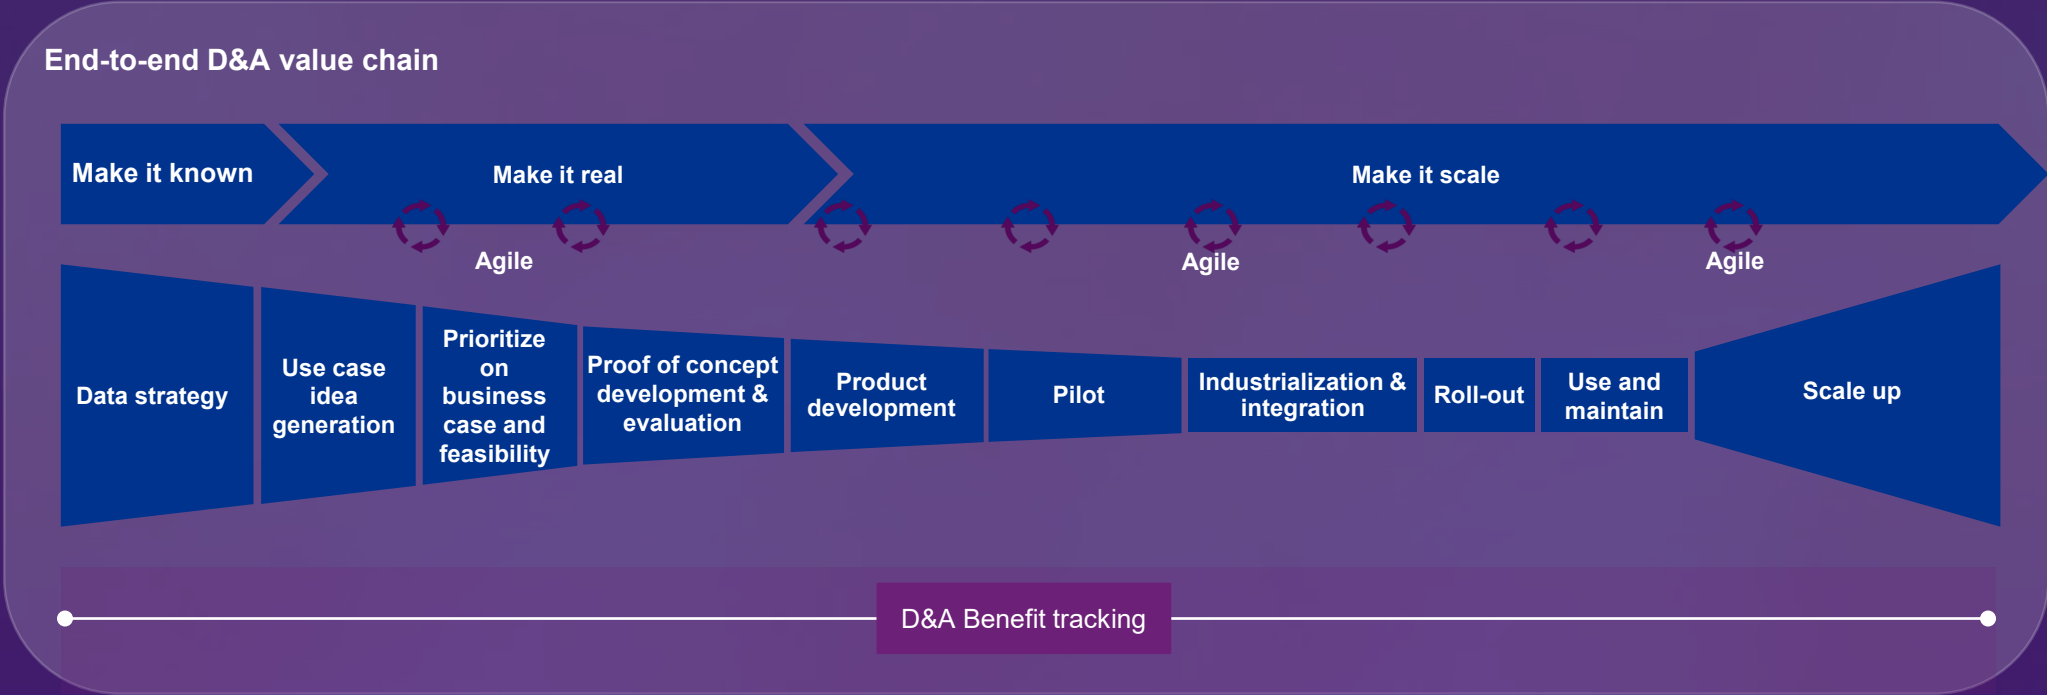 End-to-end D&A value chain
Make it known
Make it real
Make it scale
Agile
Agile
Agile
Data strategy
Use case
idea
generation
Prioritize
on
business
case and
feasibility
Proof of concept
development &
evaluation
Product
development
Pilot
Industrialization &
integration
Roll-out
Use and
maintain
Scale up
D&A Benefit tracking